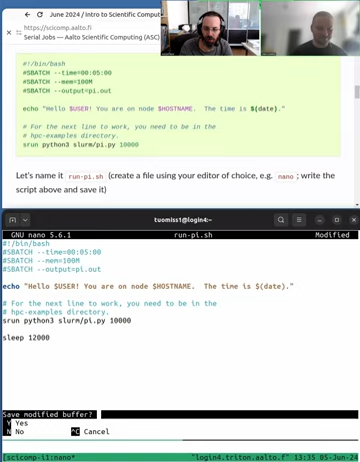 June 2024 / Intro to Scientific Comput
https://scicomp.aalto.fi
Serial Jobs — Aalto Scientific Computing (ASC)
#!/bin/bash
#SBATCH --time=00:05:00
#SBATCH --mem=100M
#SBATCH --output=pi.out
echo "Hello $USER! You are on node $HOSTNAME.  The time is $(date)."
# For the next line to work, you need to be in the
# hpc-examples directory.
srun python3 slurm/pi.py 10000
Let's name it run-pi.sh (create a file using your editor of choice, e.g. nano; write
the script above and save it)
tuomiss1@login4:~
GNU nano 5.6.1 run-pi.sh Modified
#!/bin/bash
#SBATCH --time=00:05:00
#SBATCH --mem=100M
#SBATCH --output=pi.out
echo "Hello $USER! You are on node $HOSTNAME.  The time is $(date)."
# For the next line to work, you need to be in the
# hpc-examples directory.
srun python3 slurm/pi.py 10000
sleep 12000
Save modified buffer?
Y Yes
N No ^C Cancel
[scicomp-i1:nano* "login4.triton.aalto.f" 13:35 05-Jun-24